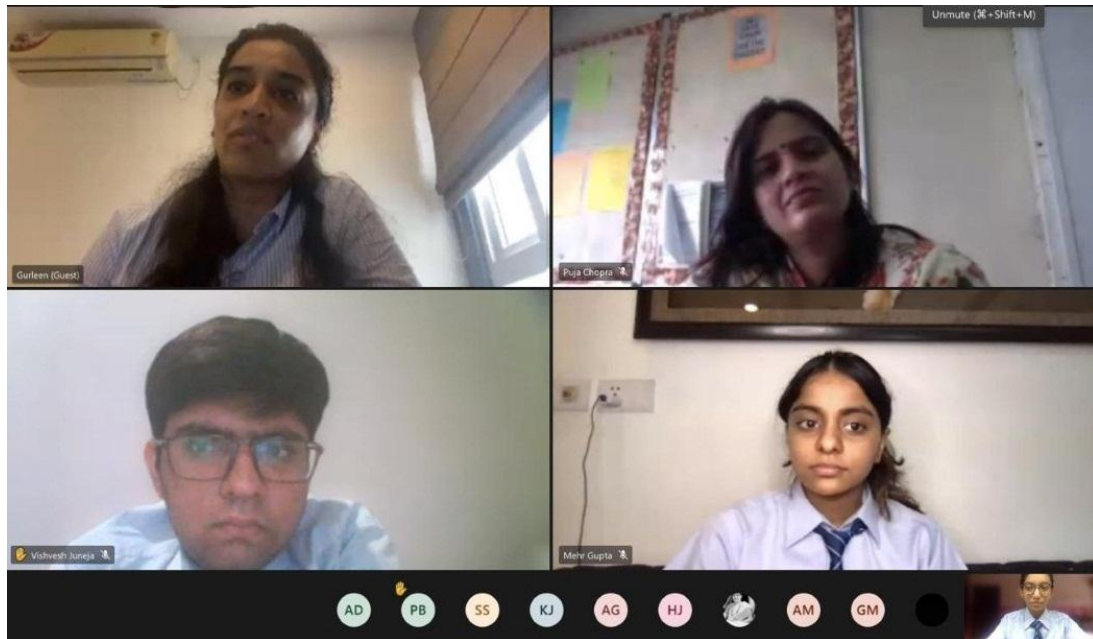 Unmute (⌘+Shift+M)
Gurleen (Guest)
Puja Chopra
Vishvesh Juneja
Mehr Gupta
AD
PB
SS
KJ
AG
HJ
AM
GM